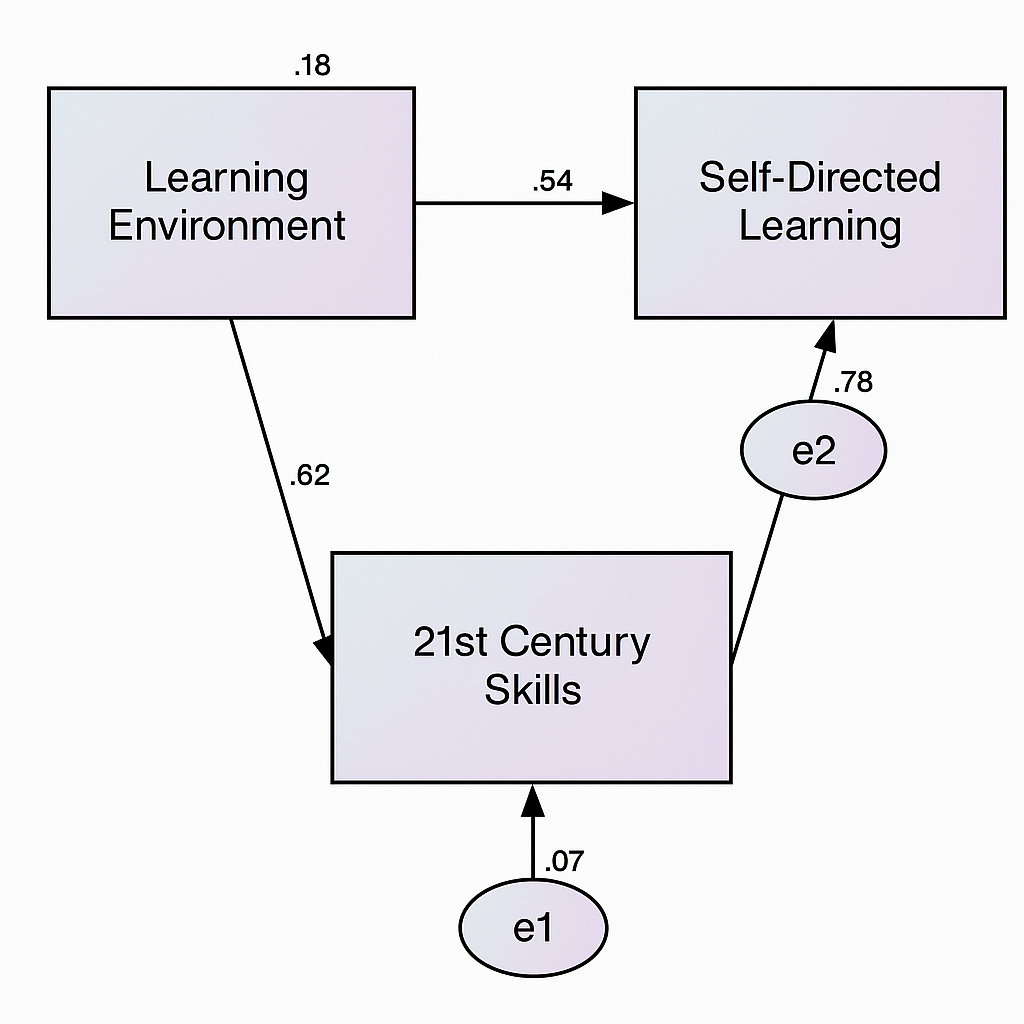 .18
Learning
Environment
.54
Self-Directed
Learning
.78
e2
.62
21st Century
Skills
.07
e1